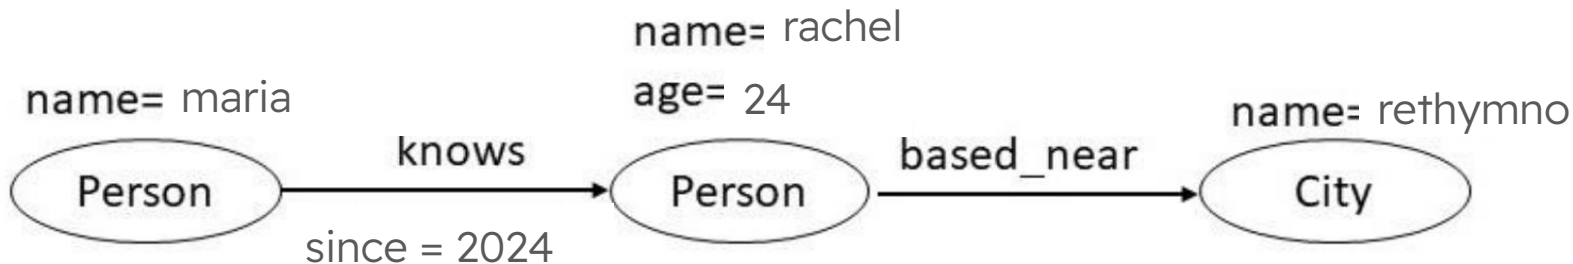 name= rachel
age= 24
name= maria
name= rethymno
knows
based_near
Person
Person
City
since = 2024